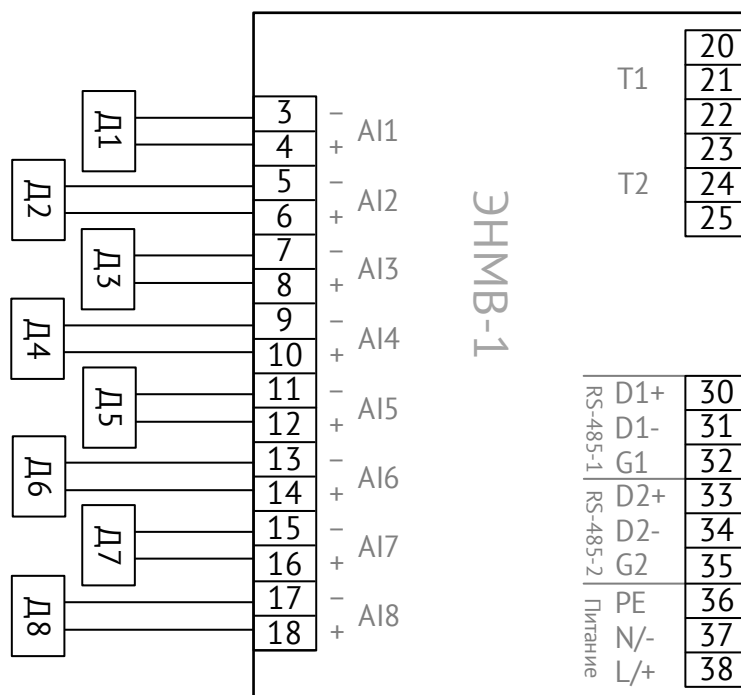 Д1
3 − AI1
4 +
Д2
5 − AI2
6 +
Д3
7 − AI3
8 +
Д4
9 − AI4
10 +
Д5
11 − AI5
12 +
Д6
13 − AI6
14 +
Д7
15 − AI7
16 +
Д8
17 − AI8
18 +
ЭНМВ-1
20
T1 21
22
23
T2 24
25
RS-485-1
D1+ 30
D1- 31
G1 32
RS-485-2
D2+ 33
D2- 34
G2 35
Питание
PE 36
N/- 37
L/+ 38